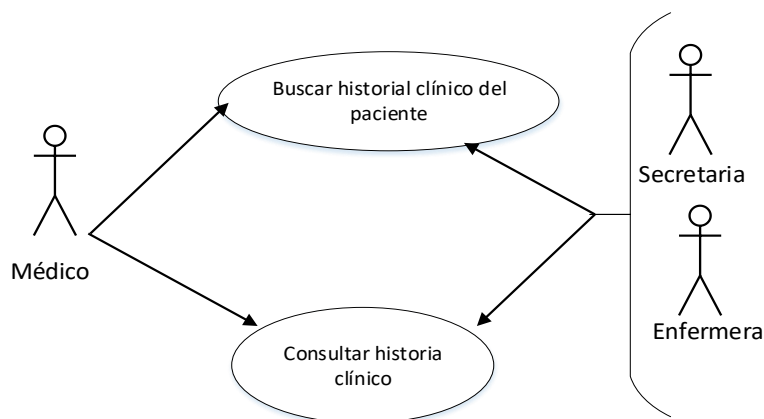 Buscar historial clínico del
paciente
Secretaria
Médico
Enfermera
Consultar historia
clínico